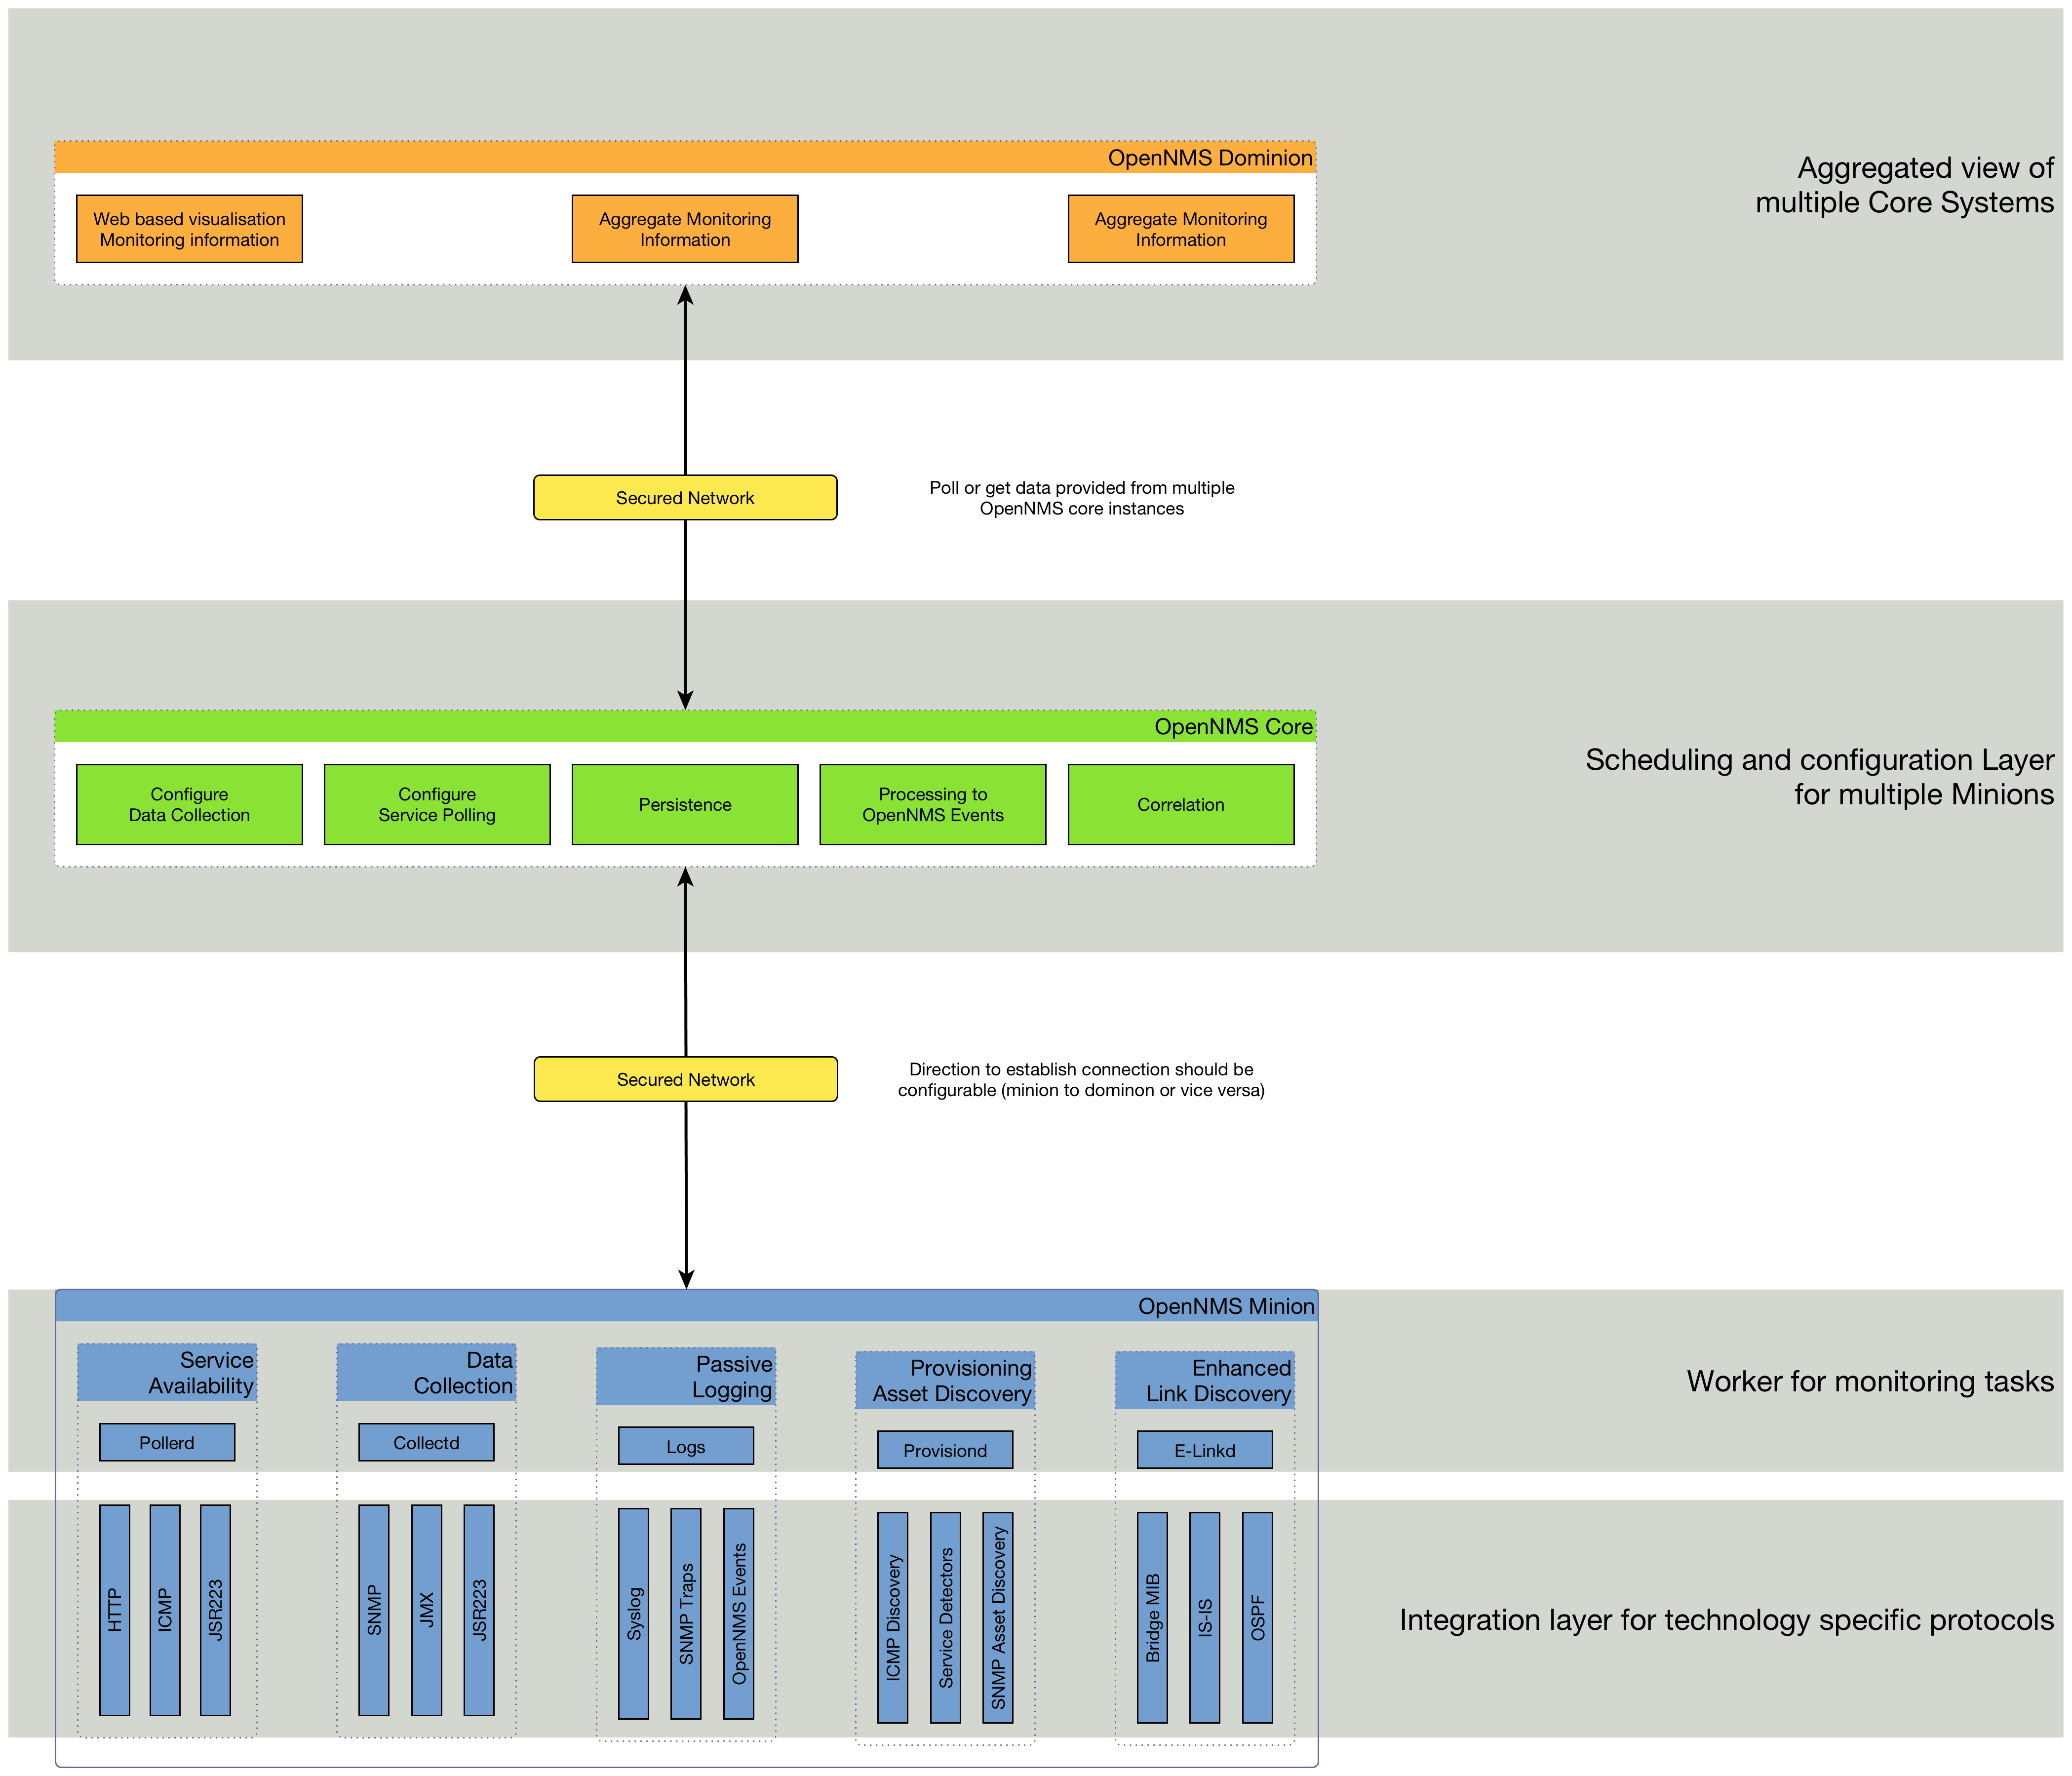 OpenNMS Dominion
Aggregated view of
multiple Core Systems
Web based visualisation
Monitoring information
Aggregate Monitoring
Information
Aggregate Monitoring
Information
Secured Network
Poll or get data provided from multiple
OpenNMS core instances
OpenNMS Core
Scheduling and configuration Layer
for multiple Minions
Configure
Data Collection
Configure
Service Polling
Persistence
Processing to
OpenNMS Events
Correlation
Secured Network
Direction to establish connection should be
configurable (minion to dominon or vice versa)
OpenNMS Minion
Service
Availability
Data
Collection
Passive
Logging
Provisioning
Asset Discovery
Enhanced
Link Discovery
Worker for monitoring tasks
Pollerd
Collectd
Logs
Provisiond
E-Linkd
HTTP
ICMP
JSR223
SNMP
JMX
JSR223
Syslog
SNMP Traps
OpenNMS Events
ICMP Discovery
Service Detectors
SNMP Asset Discovery
Bridge MIB
IS-IS
OSPF
Integration layer for technology specific protocols